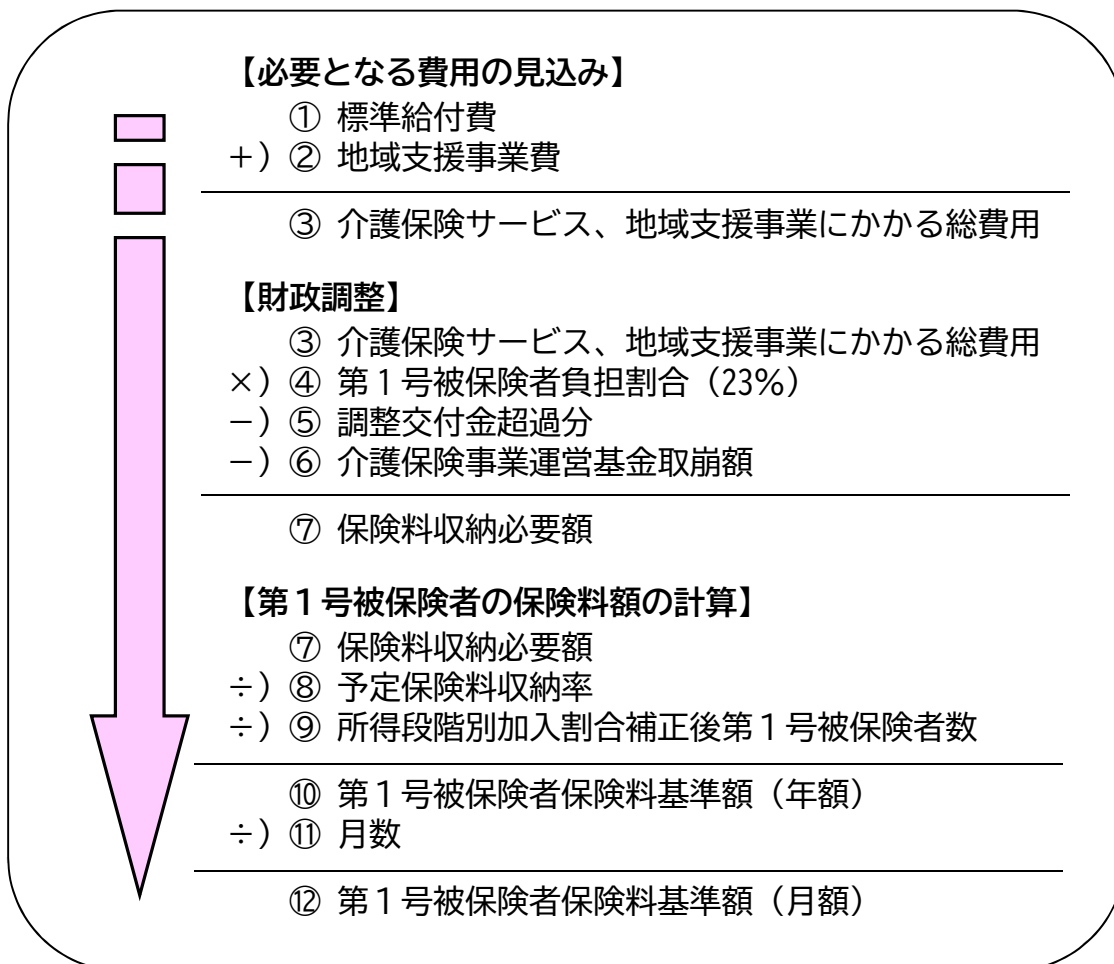 【必要となる費用の見込み】
① 標準給付費
＋）② 地域支援事業費
③ 介護保険サービス、地域支援事業にかかる総費用
【財政調整】
③ 介護保険サービス、地域支援事業にかかる総費用
×）④ 第１号被保険者負担割合（23％）
－）⑤ 調整交付金超過分
－）⑥ 介護保険事業運営基金取崩額
⑦ 保険料収納必要額
【第１号被保険者の保険料額の計算】
⑦ 保険料収納必要額
÷）⑧ 予定保険料収納率
÷）⑨ 所得段階別加入割合補正後第１号被保険者数
⑩ 第１号被保険者保険料基準額（年額）
÷）⑪ 月数
⑫ 第１号被保険者保険料基準額（月額）